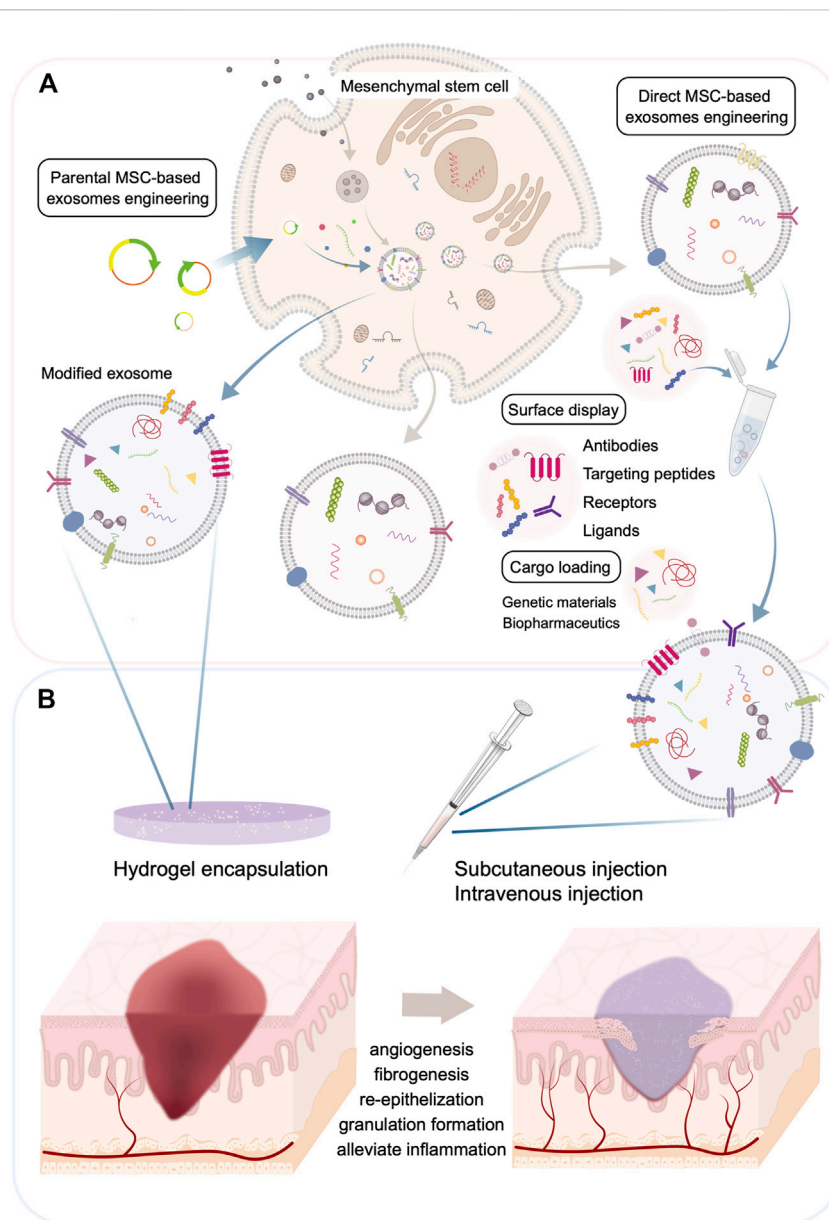 A
Mesenchymal stem cell
Direct MSC-based
exosomes engineering
Parental MSC-based
exosomes engineering
Modified exosome
Surface display
Antibodies
Targeting peptides
Receptors
Ligands
Cargo loading
Genetic materials
Biopharmaceutics
B
Hydrogel encapsulation
Subcutaneous injection
Intravenous injection
angiogenesis
fibrogenesis
re-epithelization
granulation formation
alleviate inflammation